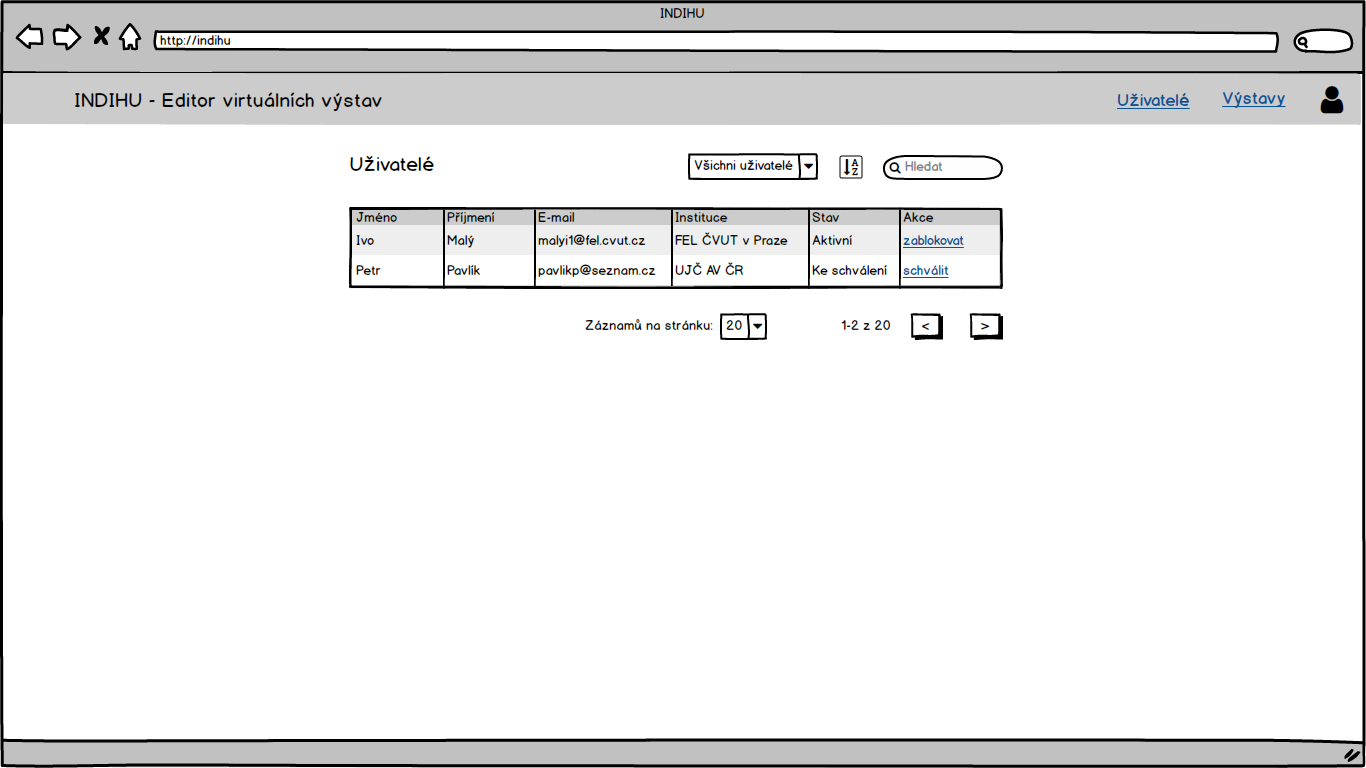 INDIHU
http://indihu
INDIHU - Editor virtuálních výstav
Uživatelé
Výstavy
Uživatelé
Všichni uživatelé
A
Z
Hledat
Jméno Příjmení E-mail Instituce Stav Akce
Ivo Malý malyi1@fel.cvut.cz FEL ČVUT v Praze Aktivní zablokovat
Petr Pavlík pavlikp@seznam.cz UJČ AV ČR Ke schválení schválit
Záznamů na stránku: 20 1-2 z 20 < >